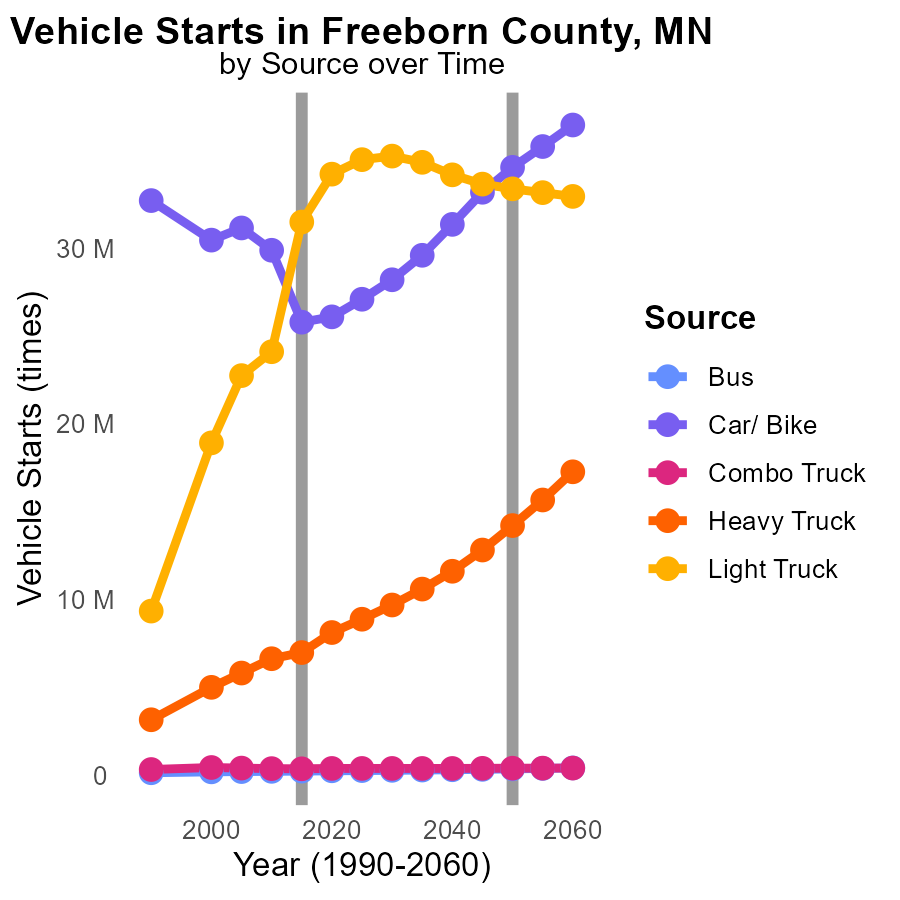 Vehicle Starts in Freeborn County, MN
by Source over Time
Vehicle Starts (times)
30 M
20 M
10 M
0
2000 2020 2040 2060
Year (1990-2060)
Source
Bus
Car/ Bike
Combo Truck
Heavy Truck
Light Truck